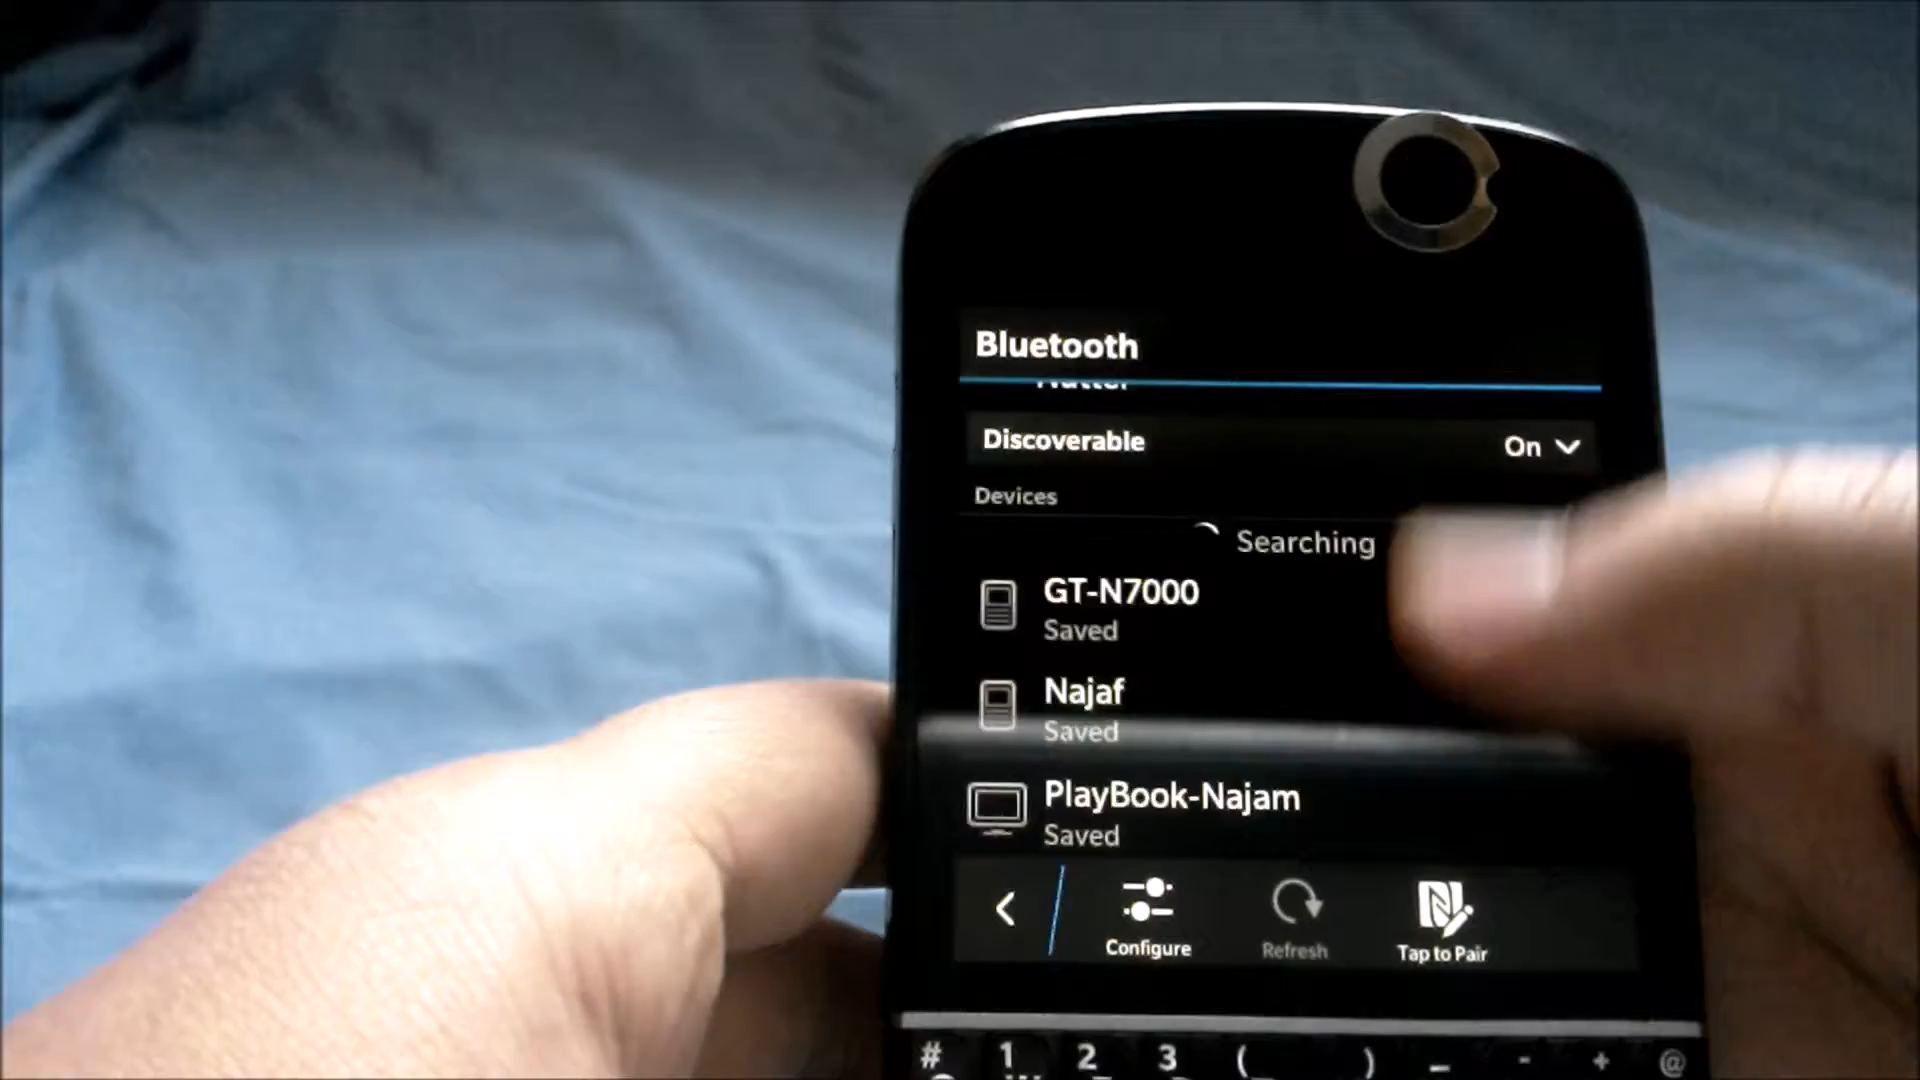 Bluetooth
Discoverable
On
Devices
Searching
GT-N7000
Saved
Najaf
Saved
PlayBook-Najam
Saved
Configure
Refresh
Tap to Pair
# 1 2 3 ( ) _ - + @